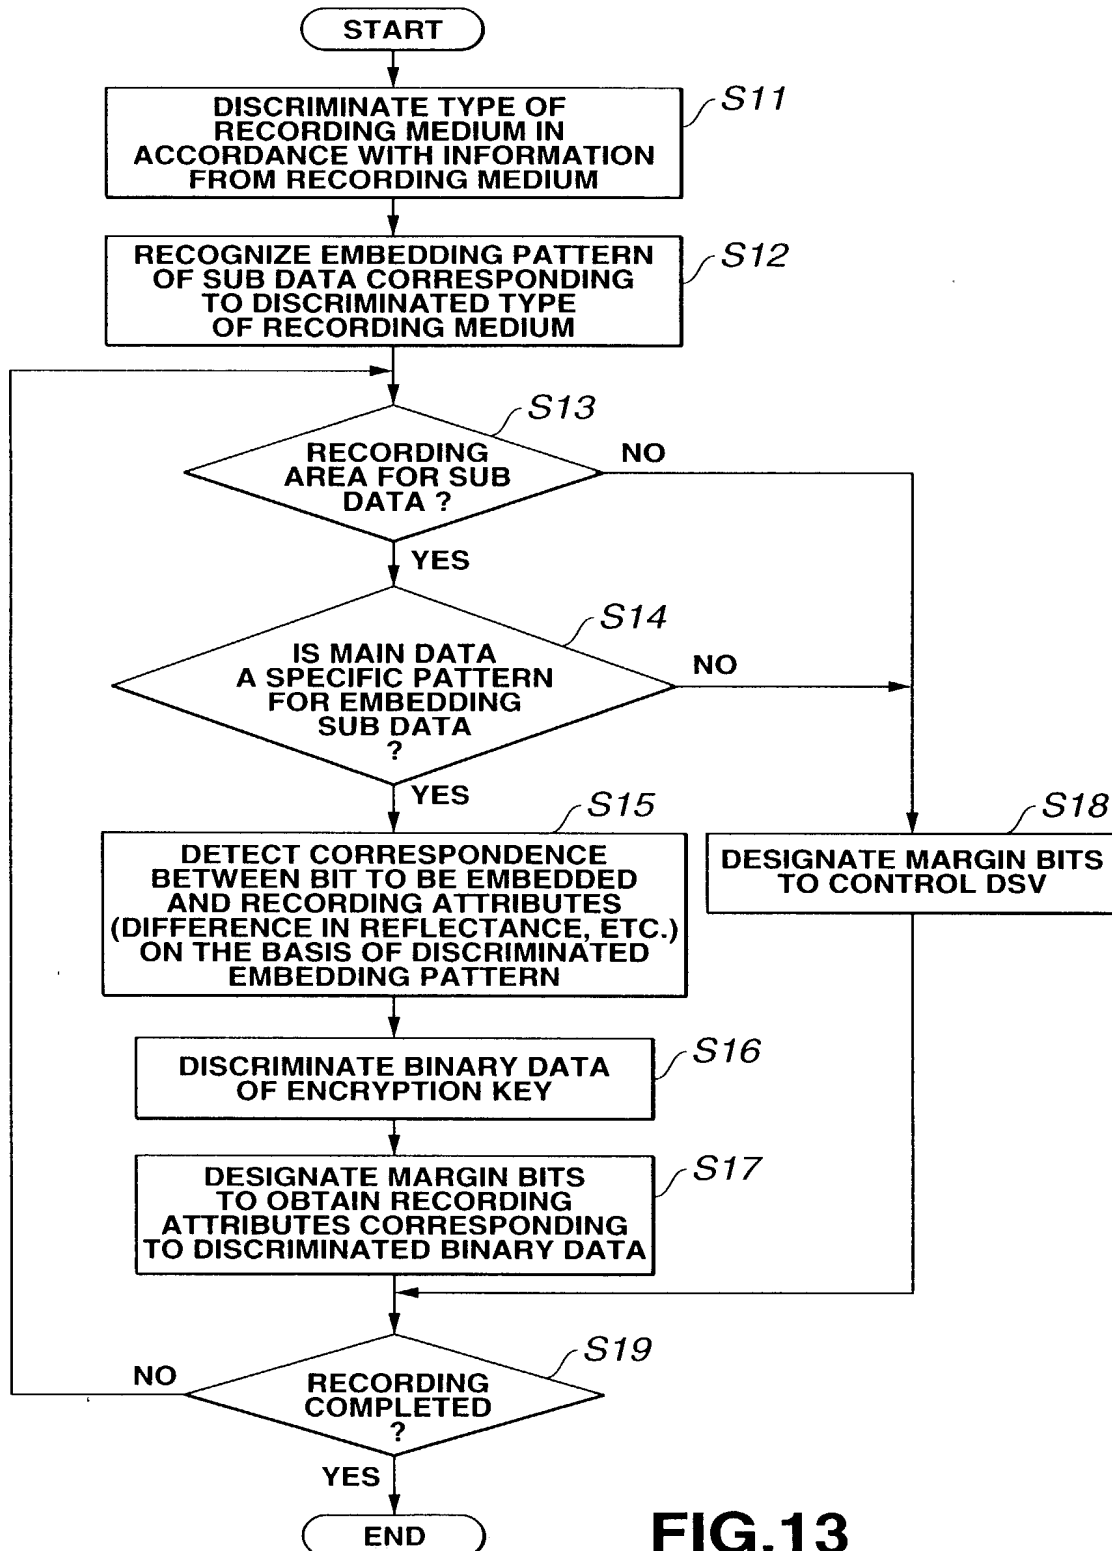 START
DISCRIMINATE TYPE OF
RECORDING MEDIUM IN
ACCORDANCE WITH INFORMATION
FROM RECORDING MEDIUM
S11
RECOGNIZE EMBEDDING PATTERN
OF SUB DATA CORRESPONDING
TO DISCRIMINATED TYPE
OF RECORDING MEDIUM
S12
S13
RECORDING
AREA FOR SUB
DATA ?
NO
YES
S14
IS MAIN DATA
A SPECIFIC PATTERN
FOR EMBEDDING
SUB DATA
?
NO
YES
S15
DETECT CORRESPONDENCE
BETWEEN BIT TO BE EMBEDDED
AND RECORDING ATTRIBUTES
(DIFFERENCE IN REFLECTANCE, ETC.)
ON THE BASIS OF DISCRIMINATED
EMBEDDING PATTERN
S18
DESIGNATE MARGIN BITS
TO CONTROL DSV
S16
DISCRIMINATE BINARY DATA
OF ENCRYPTION KEY
S17
DESIGNATE MARGIN BITS
TO OBTAIN RECORDING
ATTRIBUTES CORRESPONDING
TO DISCRIMINATED BINARY DATA
S19
NO
RECORDING
COMPLETED
?
YES
END
FIG.13